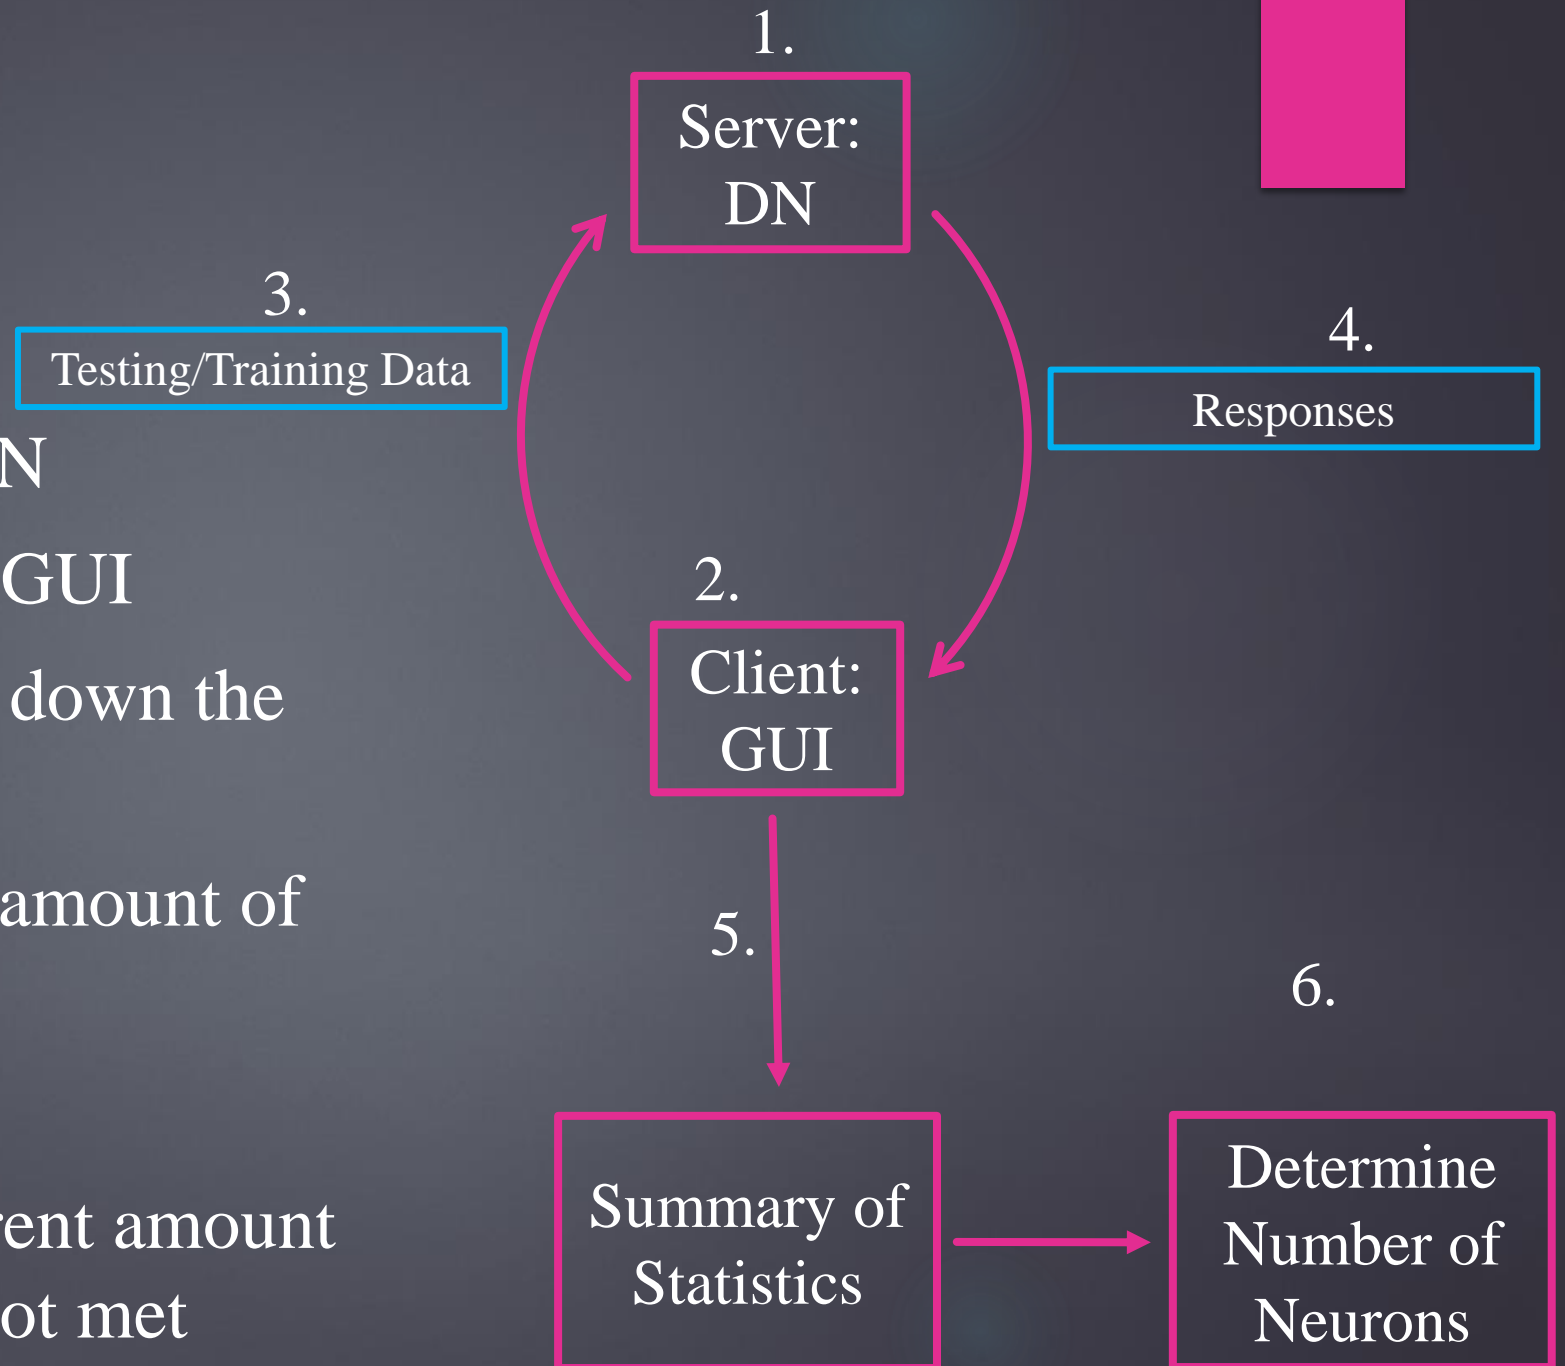 1.
Server:
DN
3.
Testing/Training Data
4.
Responses
N
GUI
down the
amount of
rent amount
ot met
2.
Client:
GUI
5.
6.
Summary of
Statistics
Determine
Number of
Neurons